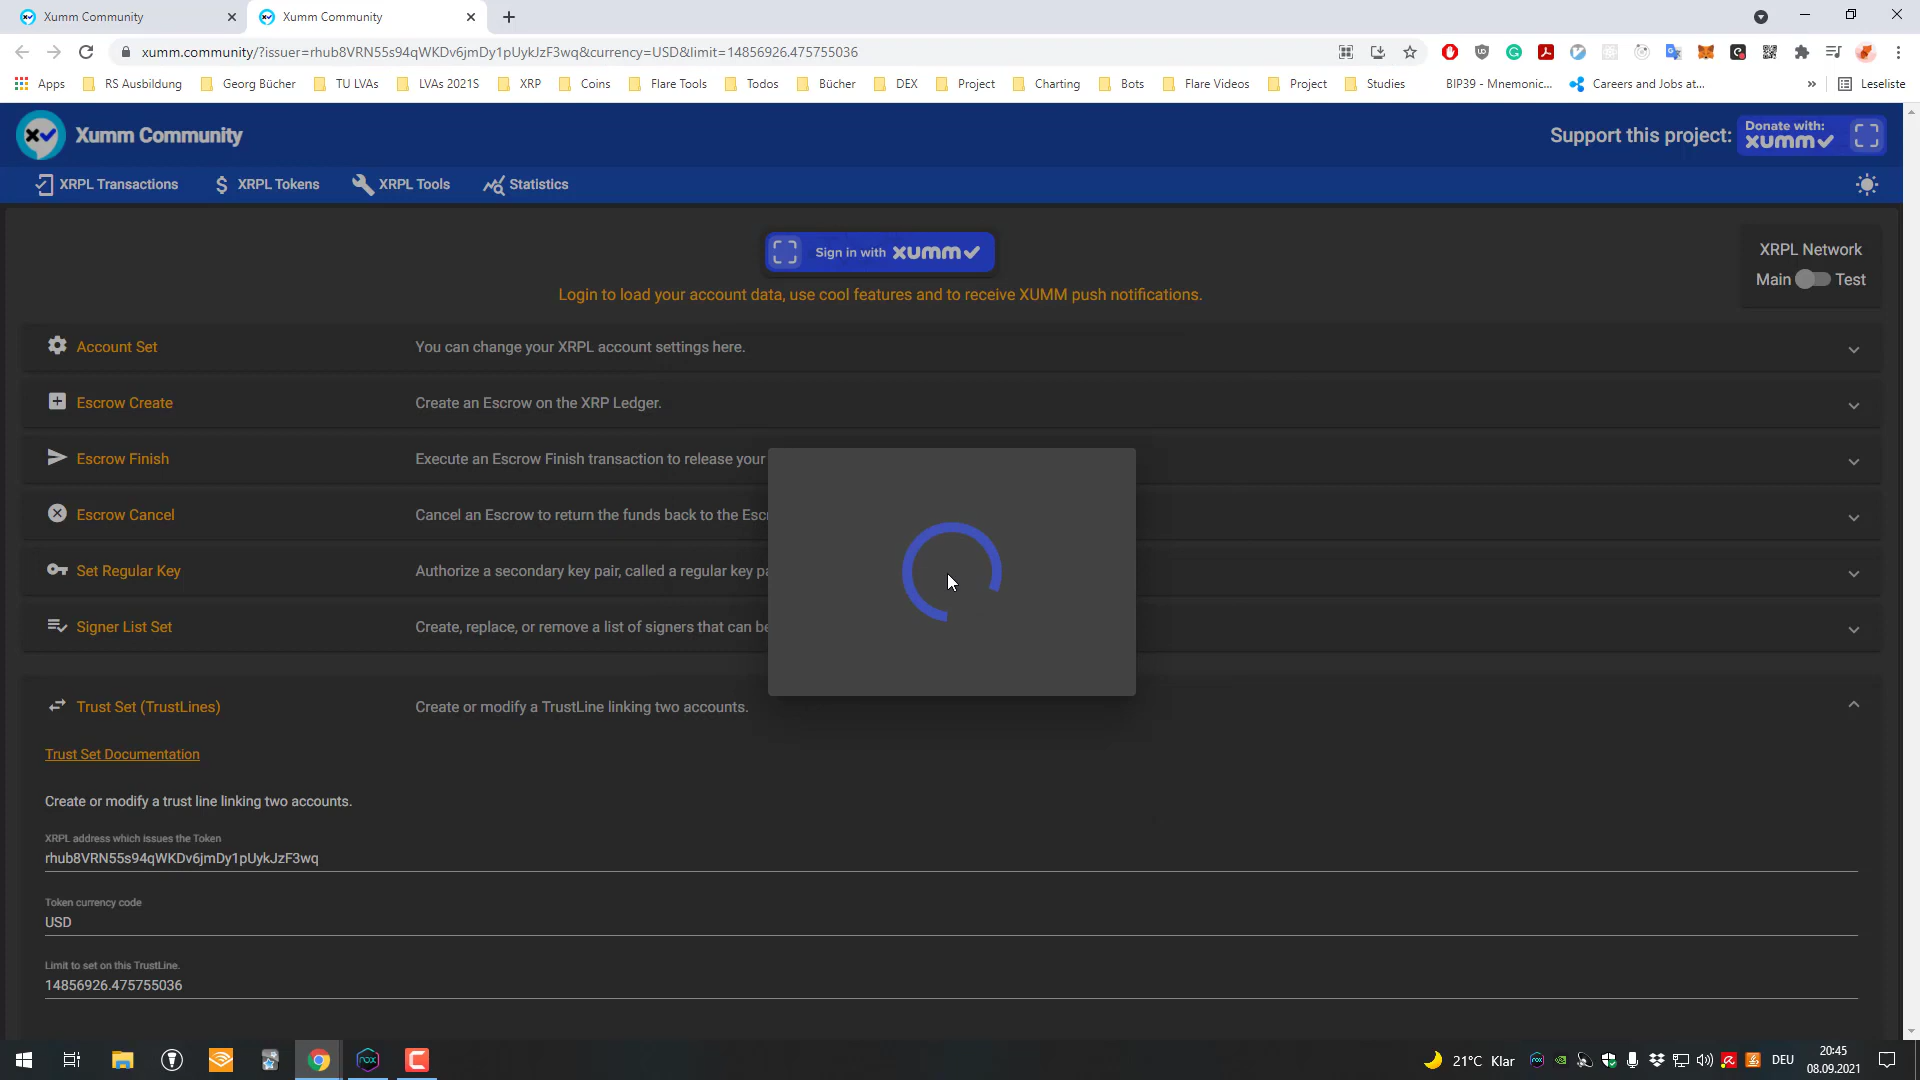 Xumm Community
Xumm Community
xumm.community/?issuer=rhub8VRN55s94qWKDv6jmDy1pUykJzF3wq&currency=USD&limit=14856926.475755036
Apps RS Ausbildung Georg Bücher TU LVAs LVAs 2021S XRP Coins Flare Tools Todos Bücher DEX Project Charting Bots Flare Videos Project Studies BIP39 - Mnemonic... Careers and Jobs at... » Leseliste
Xumm Community
Support this project:
Donate with:
xumm
XRPL Transactions XRPL Tokens XRPL Tools Statistics
Sign in with xumm
Login to load your account data, use cool features and to receive XUMM push notifications.
XRPL Network
Main Test
Account Set You can change your XRPL account settings here.
Escrow Create Create an Escrow on the XRP Ledger.
Escrow Finish Execute an Escrow Finish transaction to release your
Escrow Cancel Cancel an Escrow to return the funds back to the
Set Regular Key Authorize a secondary key pair, called a regular key
Signer List Set Create, replace, or remove a list of signers that can
Trust Set (TrustLines) Create or modify a TrustLine linking two accounts.
Trust Set Documentation
Create or modify a trust line linking two accounts.
XRPL address which issues the Token
rhub8VRN55s94qWKDv6jmDy1pUykJzF3wq
Token currency code
USD
Limit to set on this TrustLine.
14856926.475755036
21°C Klar
DEU
20:45
08.09.2021